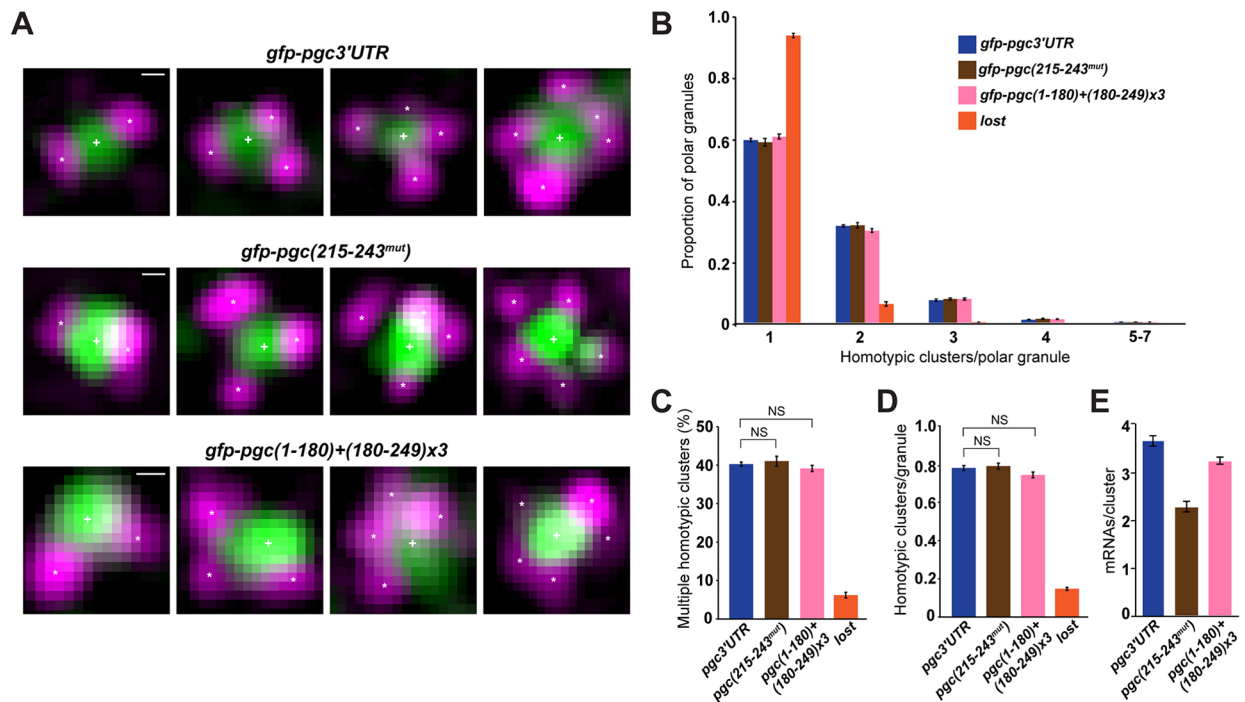 A
gfp-pgc3'UTR
gfp-pgc(215-243mut)
gfp-pgc(1-180)+(180-249)x3
B
Proportion of polar granules
1.0
0.8
0.6
0.4
0.2
0
1
2
3
4
5-7
Homotypic clusters/polar granule
gfp-pgc3'UTR
gfp-pgc(215-243mut)
gfp-pgc(1-180)+(180-249)x3
lost
C
Multiple homotypic clusters (%)
50
40
30
20
10
0
NS
NS
pgc3'UTR
pgc(215-243mut)
pgc(1-180)+
(180-249)x3
lost
D
Homotypic clusters/granule
1.0
0.8
0.6
0.4
0.2
0
NS
NS
pgc3'UTR
pgc(215-243mut)
pgc(1-180)+
(180-249)x3
lost
E
mRNAs/cluster
4
3
2
1
0
pgc3'UTR
pgc(215-243mut)
pgc(1-180)+
(180-249)x3